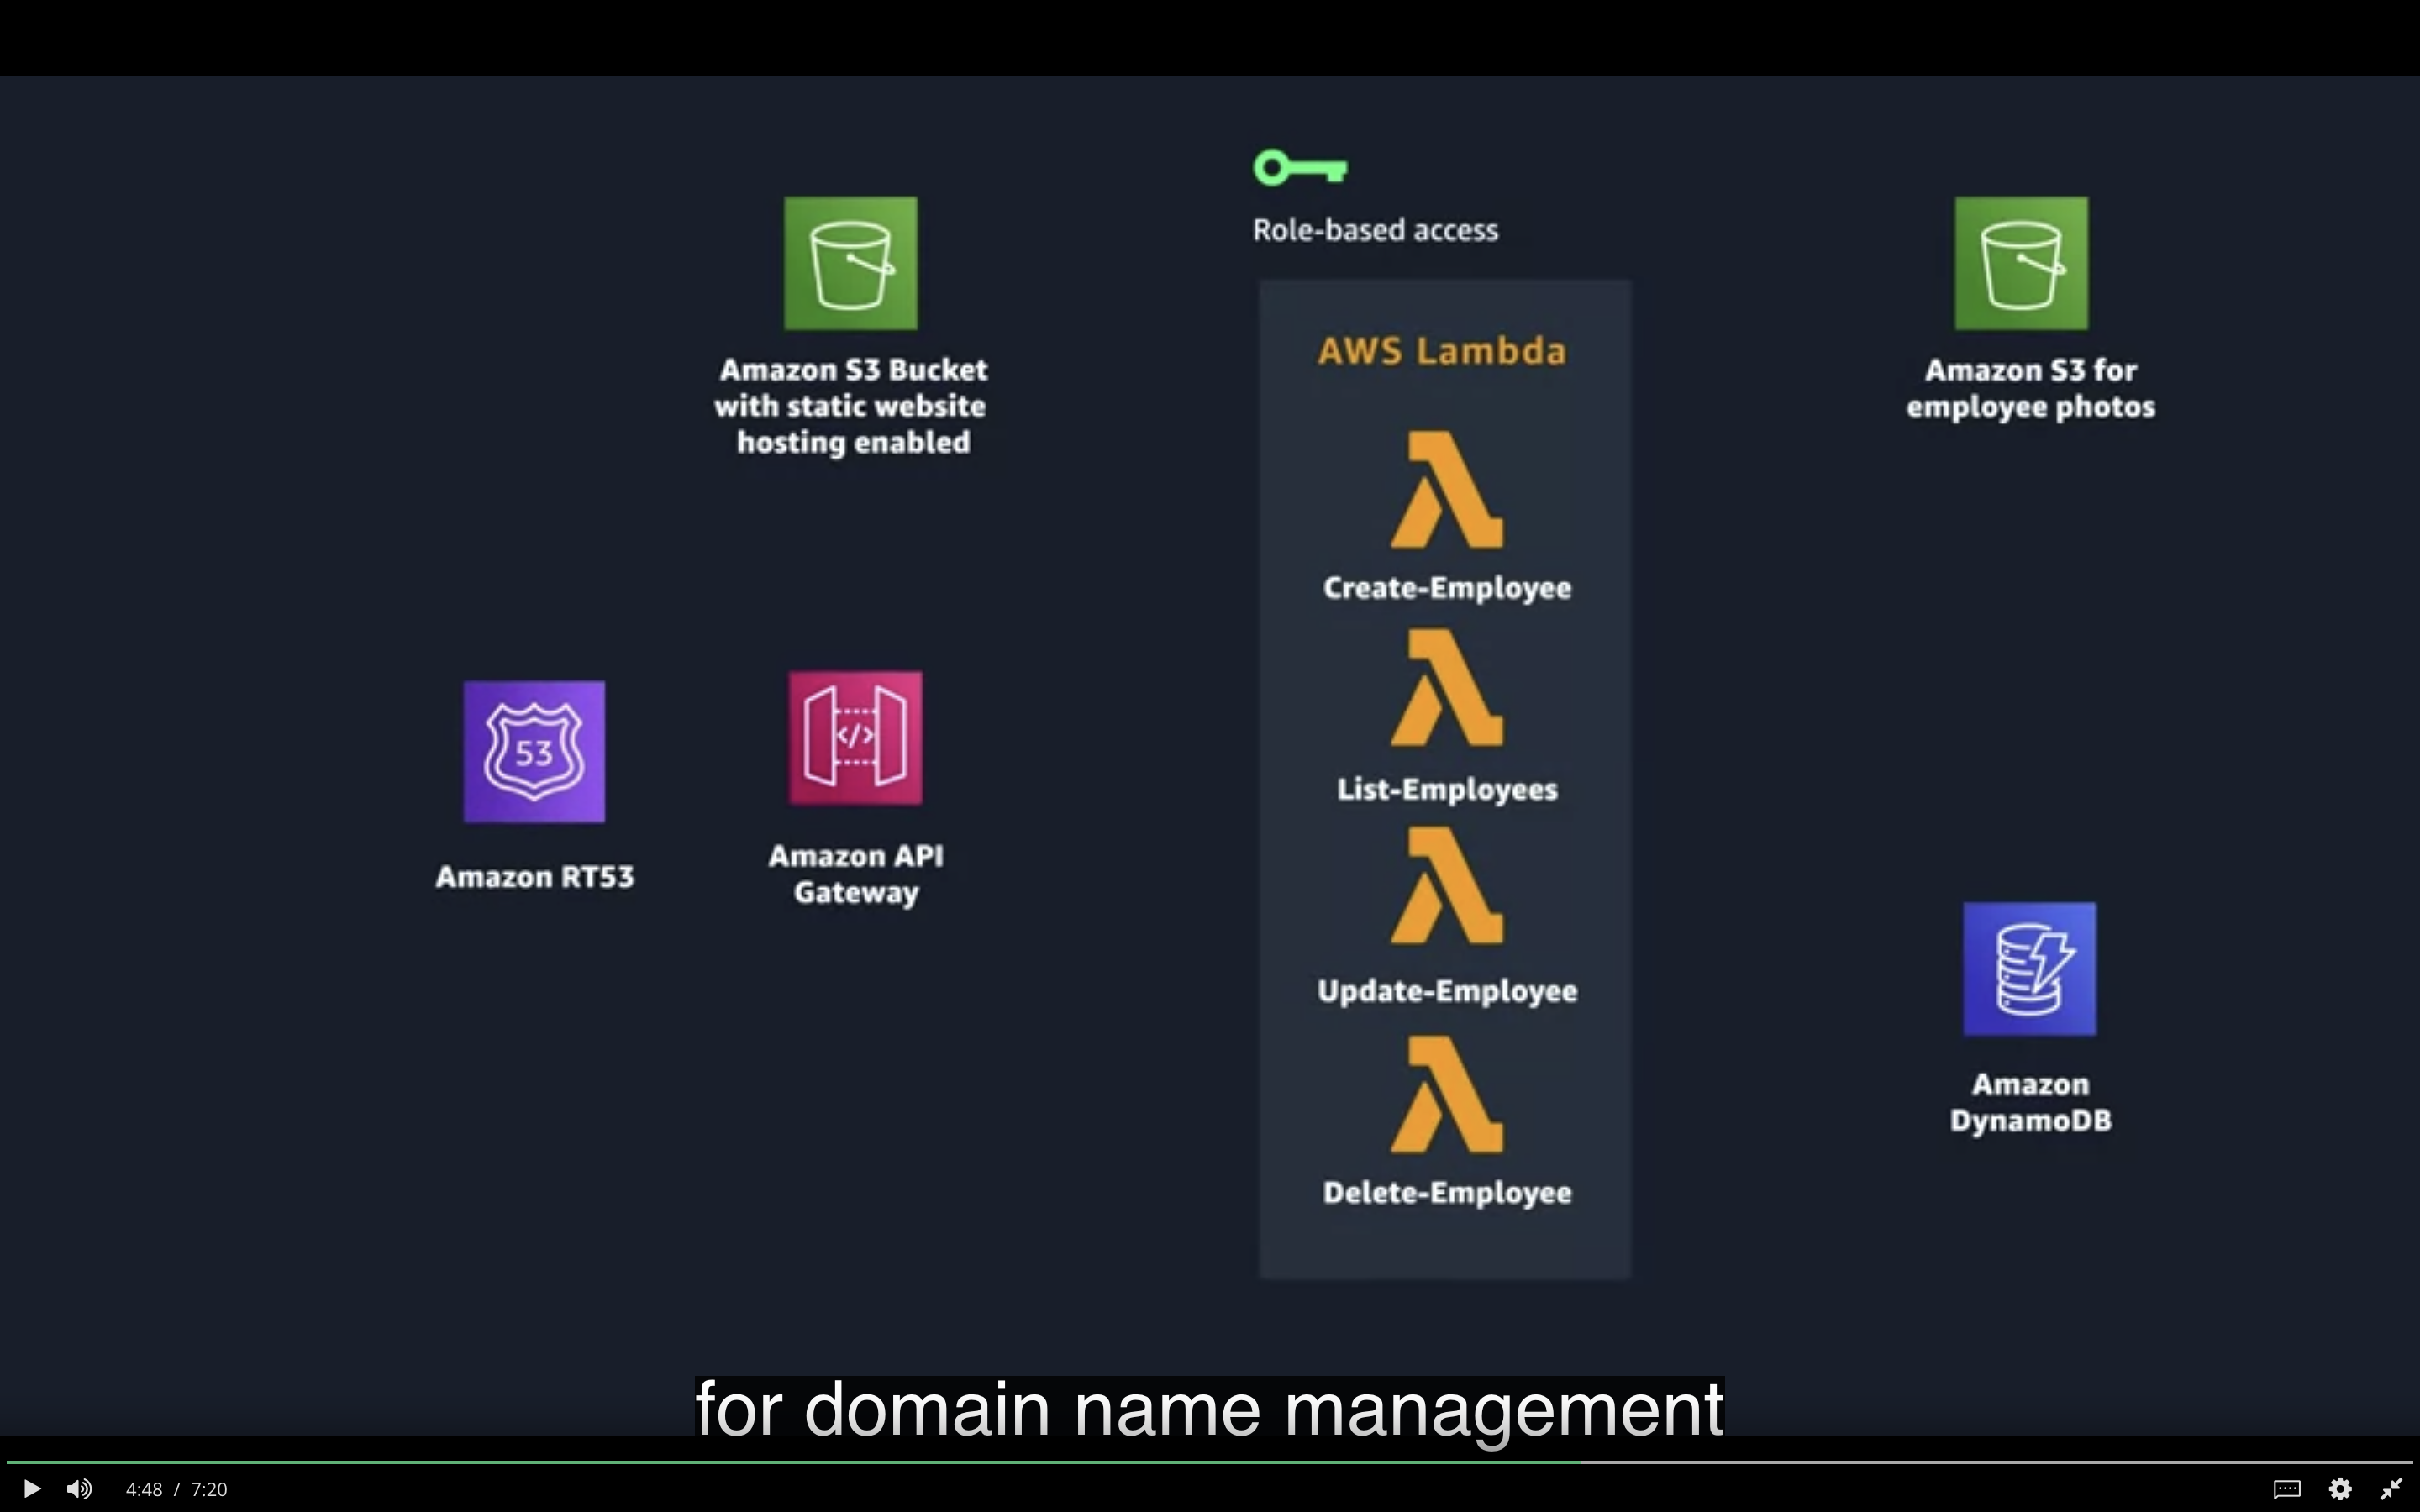 Role-based access
Amazon S3 Bucket
with static website
hosting enabled
AWS Lambda
Amazon S3 for
employee photos
Create-Employee
List-Employees
53
</>
Amazon RT53
Amazon API
Gateway
Update-Employee
Amazon
DynamoDB
Delete-Employee
for domain name management
4:48 / 7:20